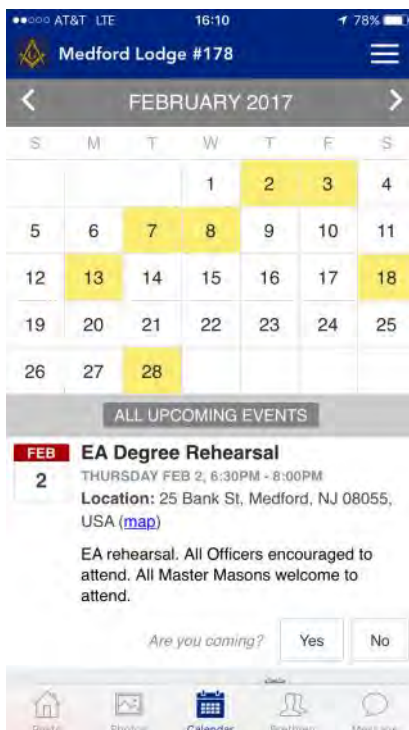 AT&T LTE 16:10 78%
Medford Lodge #178
FEBRUARY 2017
S M T W T F S
1 2 3 4
5 6 7 8 9 10 11
12 13 14 15 16 17 18
19 20 21 22 23 24 25
26 27 28
ALL UPCOMING EVENTS
FEB
2
EA Degree Rehearsal
THURSDAY FEB 2, 6:30PM - 8:00PM
Location: 25 Bank St, Medford, NJ 08055,
USA (map)
EA rehearsal. All Officers encouraged to
attend. All Master Masons welcome to
attend.
Are you coming? Yes No
Photos Calendar Brethren Message